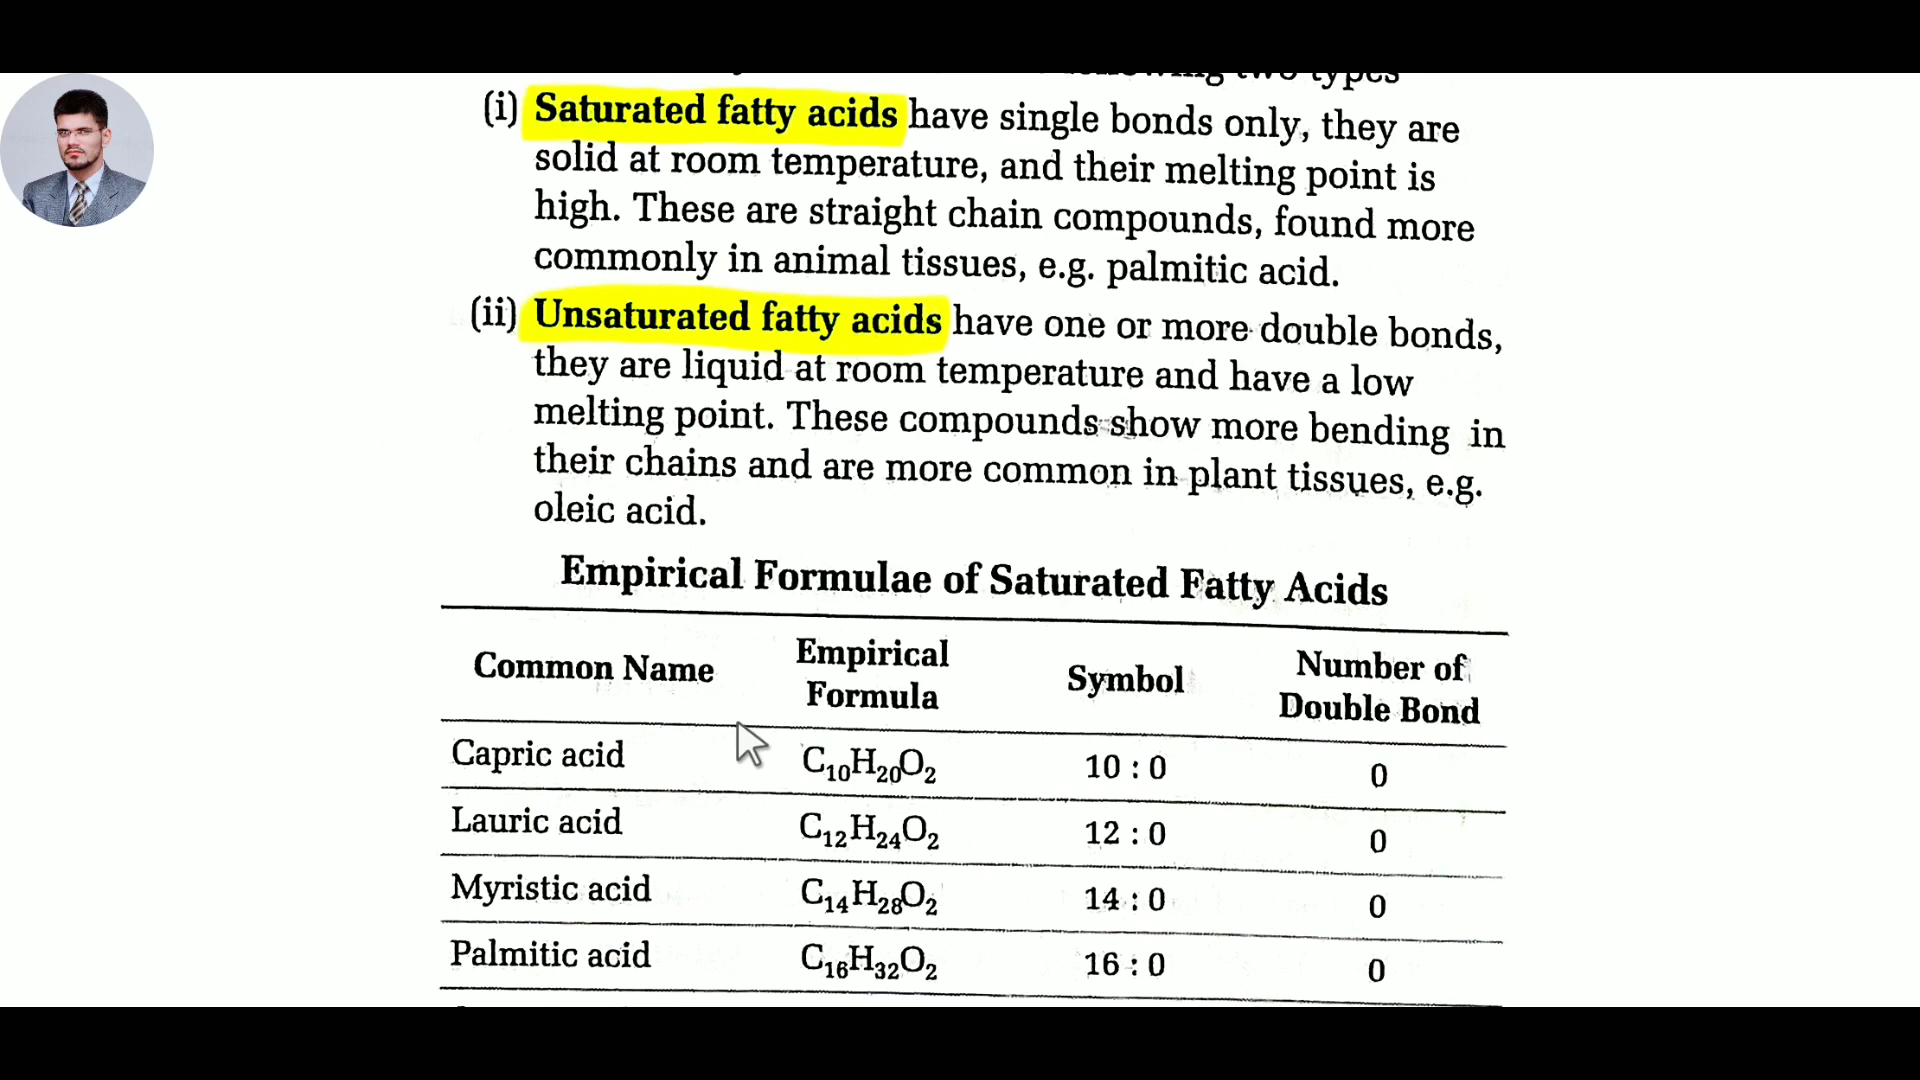 two types
(i) Saturated fatty acids have single bonds only, they are
solid at room temperature, and their melting point is
high. These are straight chain compounds, found more
commonly in animal tissues, e.g. palmitic acid.
(ii) Unsaturated fatty acids have one or more double bonds,
they are liquid at room temperature and have a low
melting point. These compounds show more bending in
their chains and are more common in plant tissues, e.g.
oleic acid.
Empirical Formulae of Saturated Fatty Acids
Common Name Empirical Formula Symbol Number of Double Bond
Capric acid C₁₀H₂₀O₂ 10 : 0 0
Lauric acid C₁₂H₂₄O₂ 12 : 0 0
Myristic acid C₁₄H₂₈O₂ 14 : 0 0
Palmitic acid C₁₆H₃₂O₂ 16 : 0 0